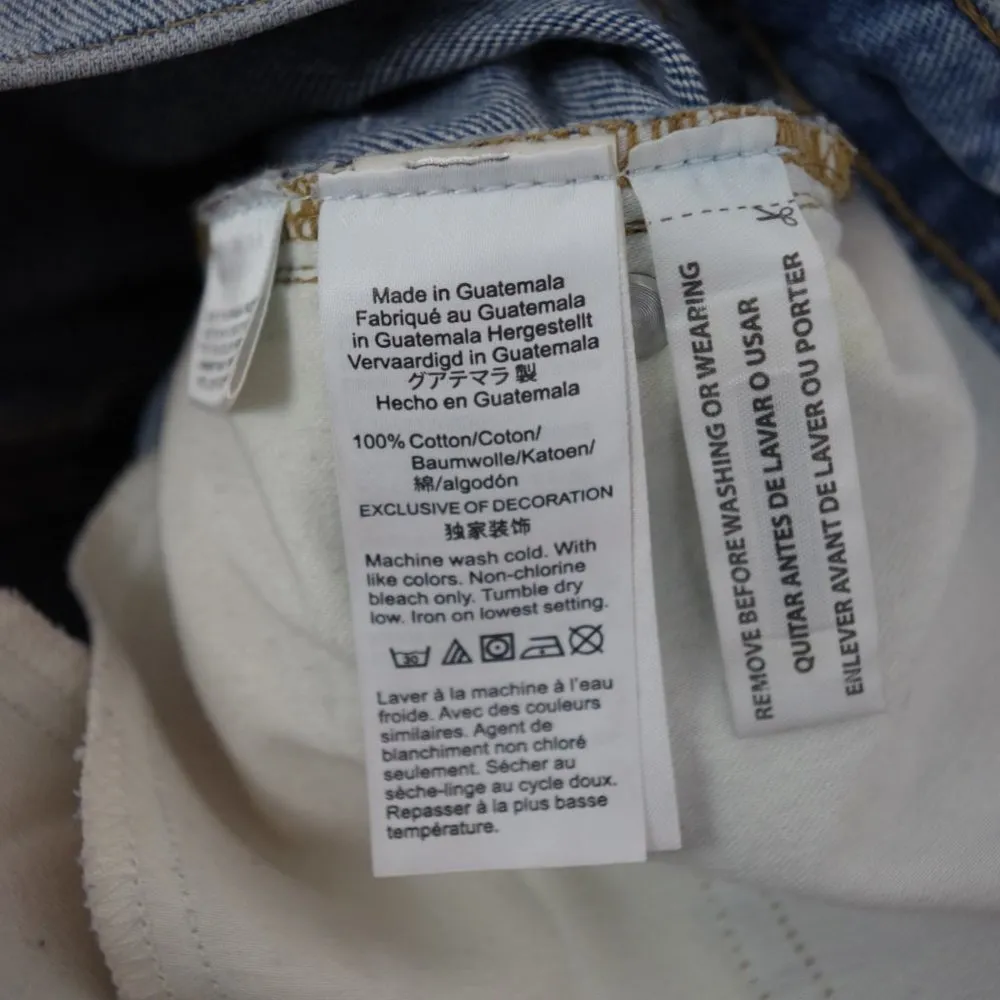 Made in Guatemala
Fabriqué au Guatemala
in Guatemala Hergestellt
Vervaardigd in Guatemala
グアテマラ 製
Hecho en Guatemala
100% Cotton/Coton/
Baumwolle/Katoen/
綿/algodón
EXCLUSIVE OF DECORATION
独家装饰
Machine wash cold. With
like colors. Non-chlorine
bleach only. Tumble dry
low. Iron on lowest setting.
30
Laver à la machine à l'eau
froide. Avec des couleurs
similaires. Agent de
blanchiment non chloré
seulement. Sécher au
sèche-linge au cycle doux.
Repasser à la plus basse
température.
REMOVE BEFORE WASHING OR WEARING
QUITAR ANTES DE LAVAR O USAR
ENLEVER AVANT DE LAVER OU PORTER